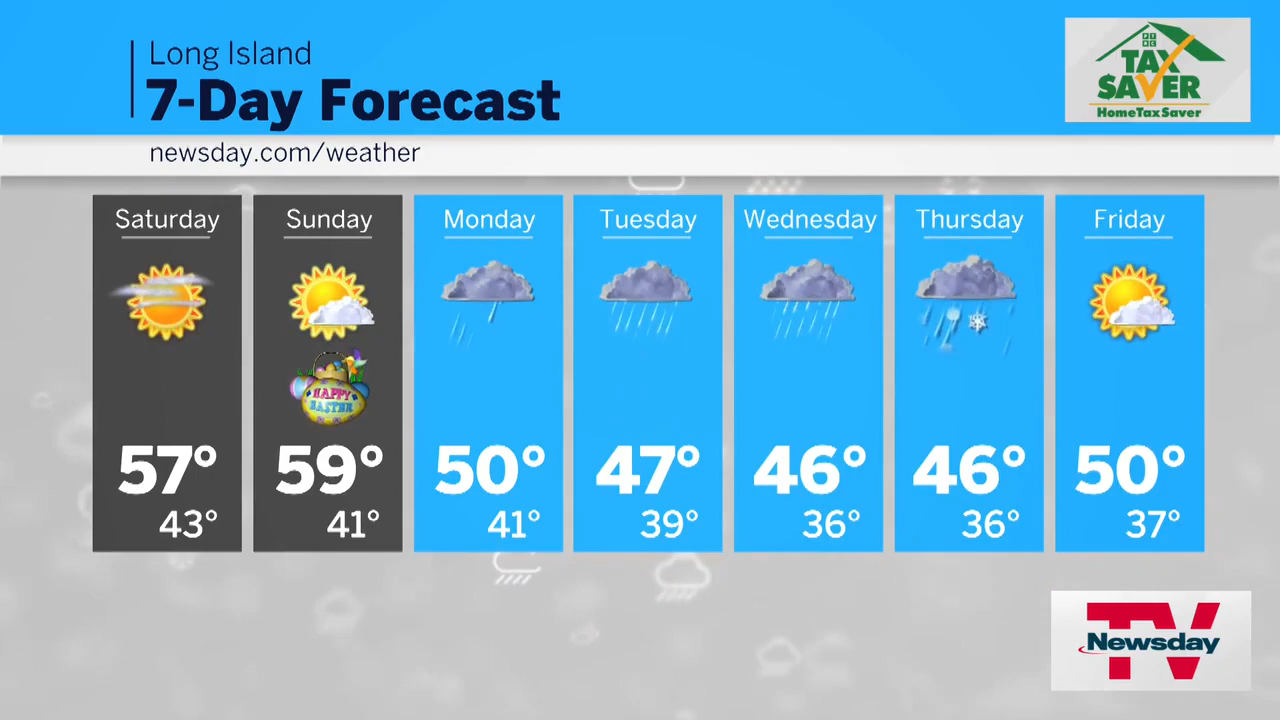 Long Island
7-Day Forecast
newsday.com/weather
TAX
SAVER
HomeTaxSaver
Saturday
57°
43°
Sunday
HAPPY
EASTER
59°
41°
Monday
50°
41°
Tuesday
47°
39°
Wednesday
46°
36°
Thursday
46°
36°
Friday
50°
37°
TV
Newsday